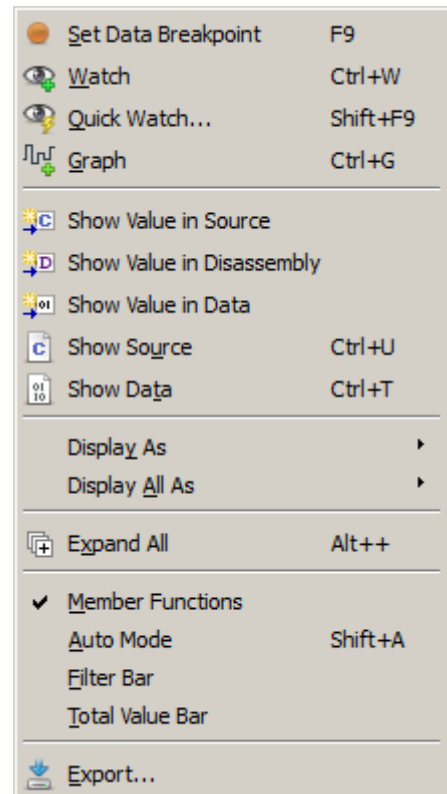 Set Data Breakpoint F9
Watch Ctrl+W
Quick Watch... Shift+F9
Graph Ctrl+G
Show Value in Source
Show Value in Disassembly
Show Value in Data
Show Source Ctrl+U
Show Data Ctrl+T
Display As
Display All As
Expand All Alt++
Member Functions
Auto Mode Shift+A
Filter Bar
Total Value Bar
Export...